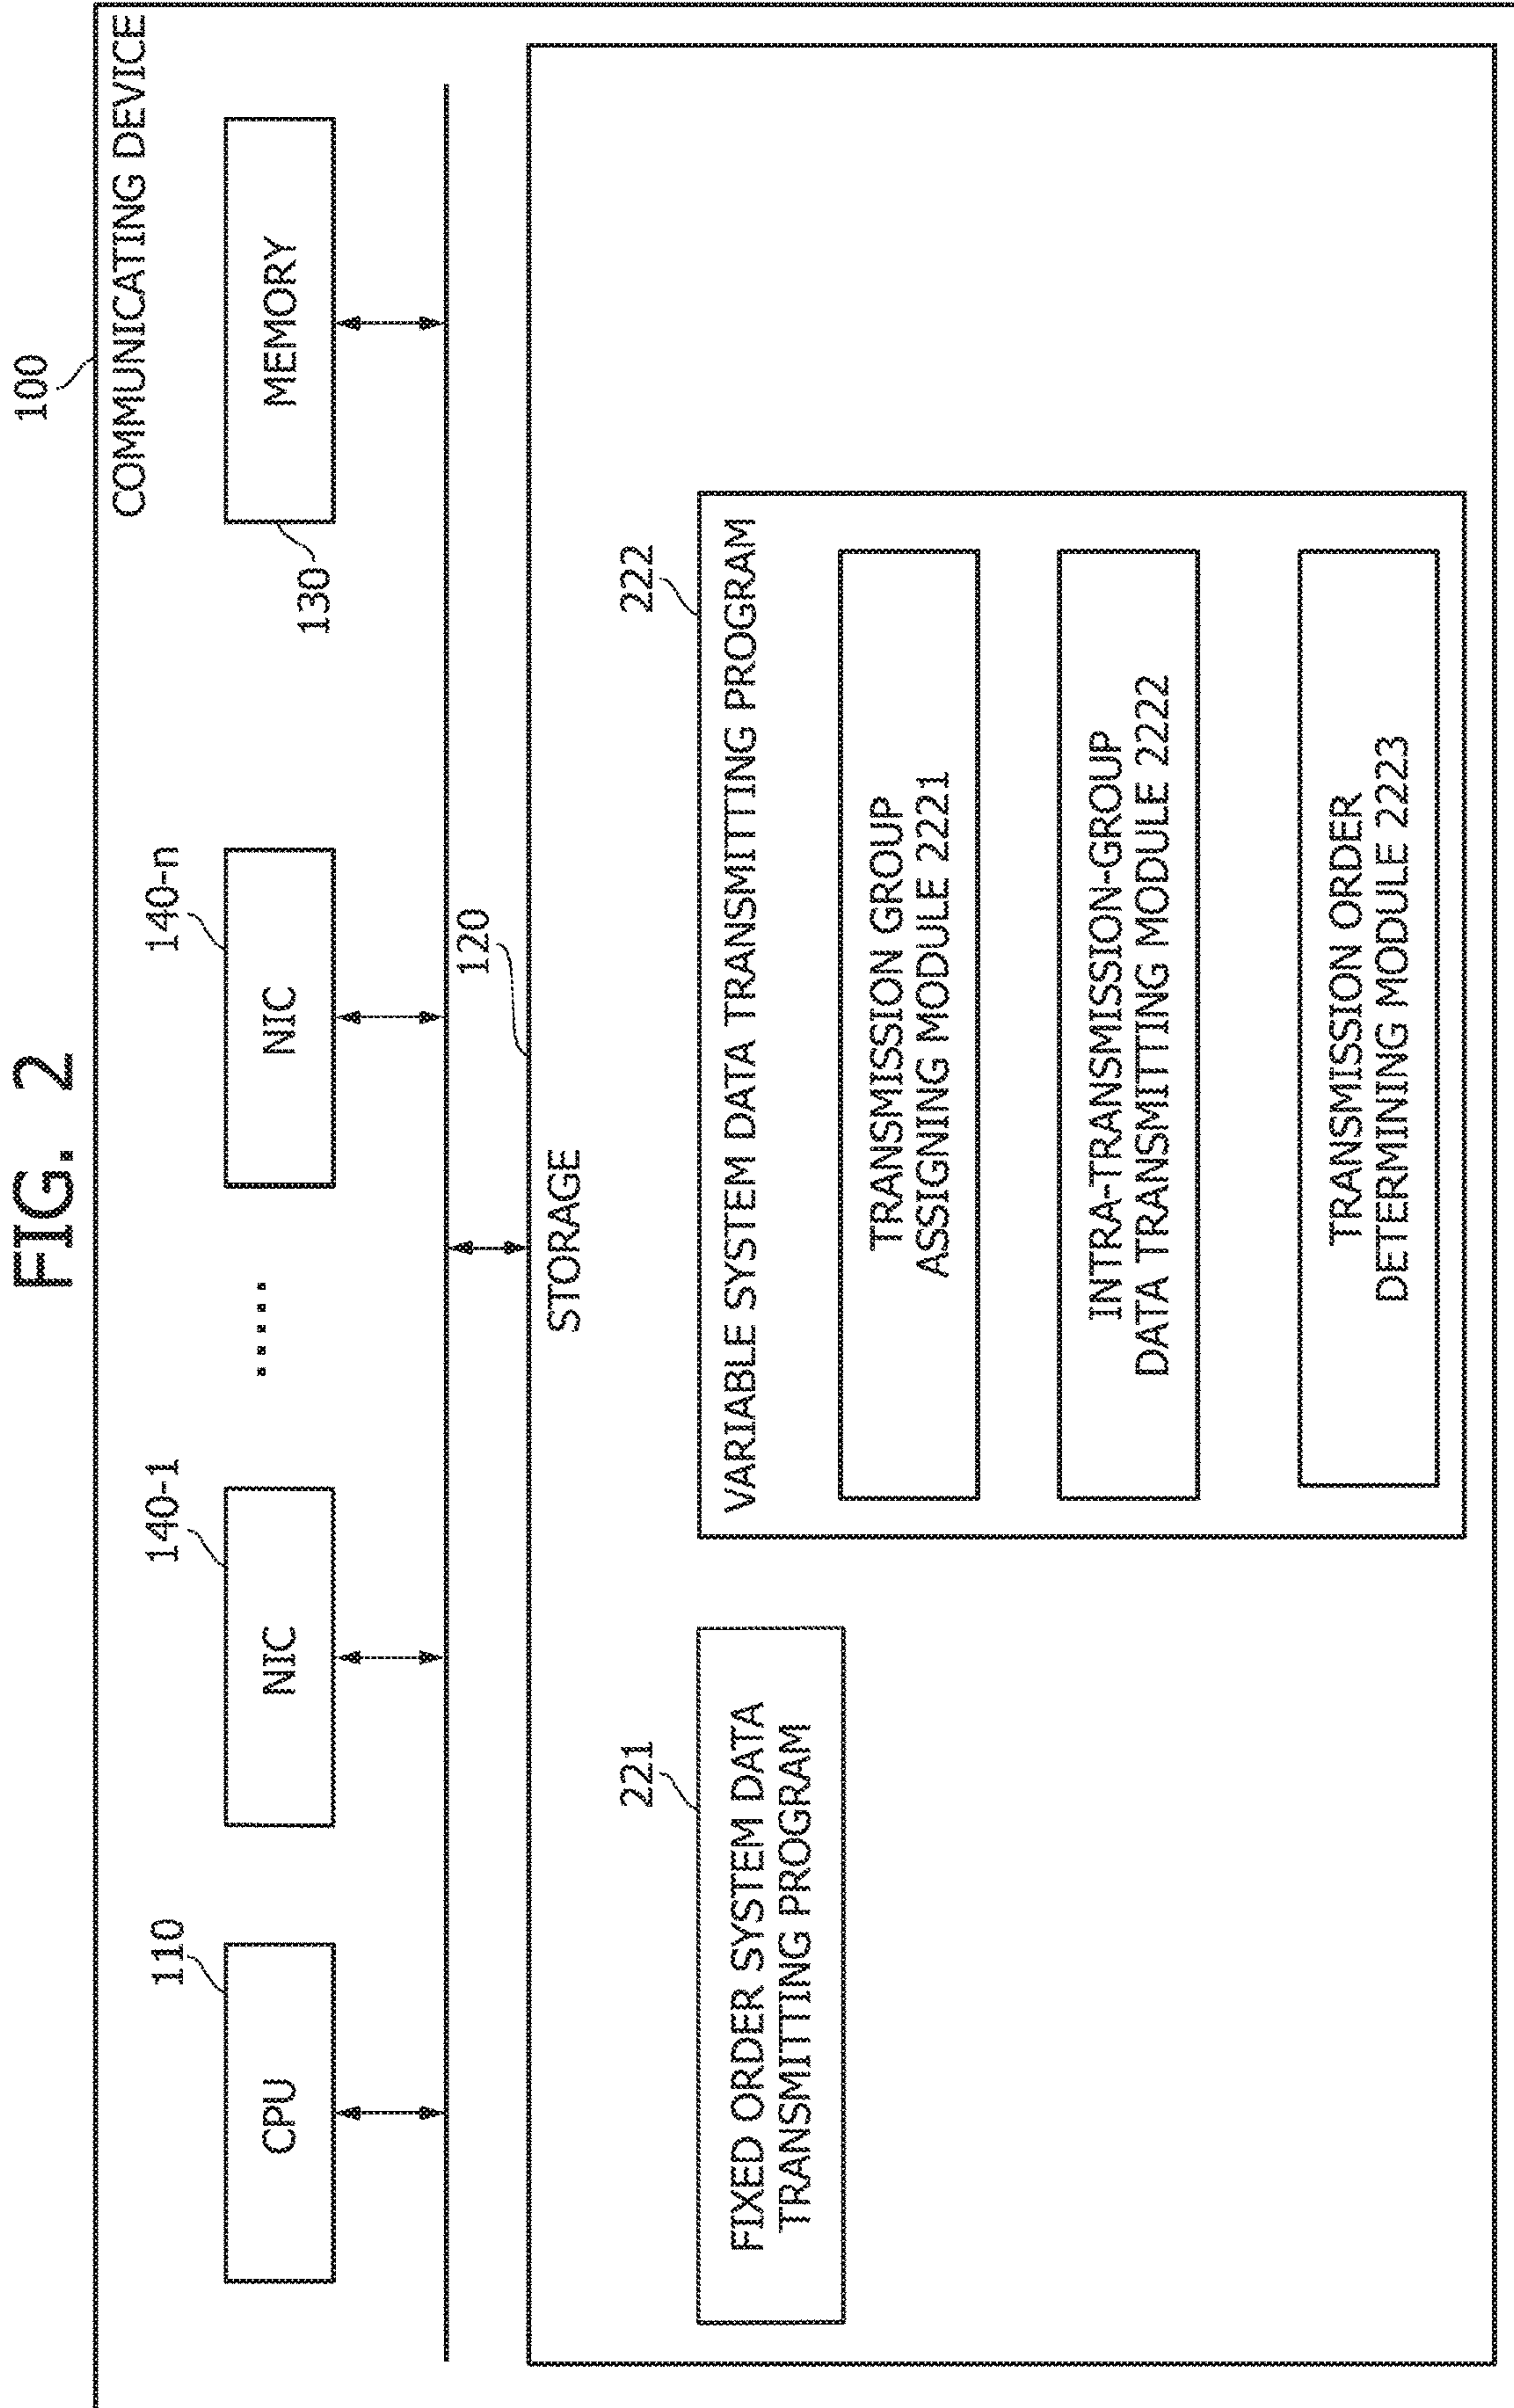 FIG. 2
100
COMMUNICATING DEVICE
110
140-1
140-n
CPU
NIC
.....
NIC
MEMORY
130
120
STORAGE
221
222
FIXED ORDER SYSTEM DATA
TRANSMITTING PROGRAM
VARIABLE SYSTEM DATA TRANSMITTING PROGRAM
TRANSMISSION GROUP
ASSIGNING MODULE 2221
INTRA-TRANSMISSION-GROUP
DATA TRANSMITTING MODULE 2222
TRANSMISSION ORDER
DETERMINING MODULE 2223